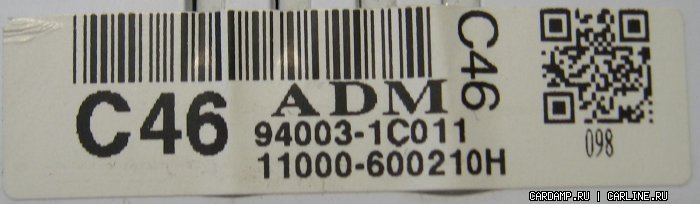 C46
ADM
C46
94003-1C011
11000-600210H
098
CARDAMP.RU | CARLINE.RU